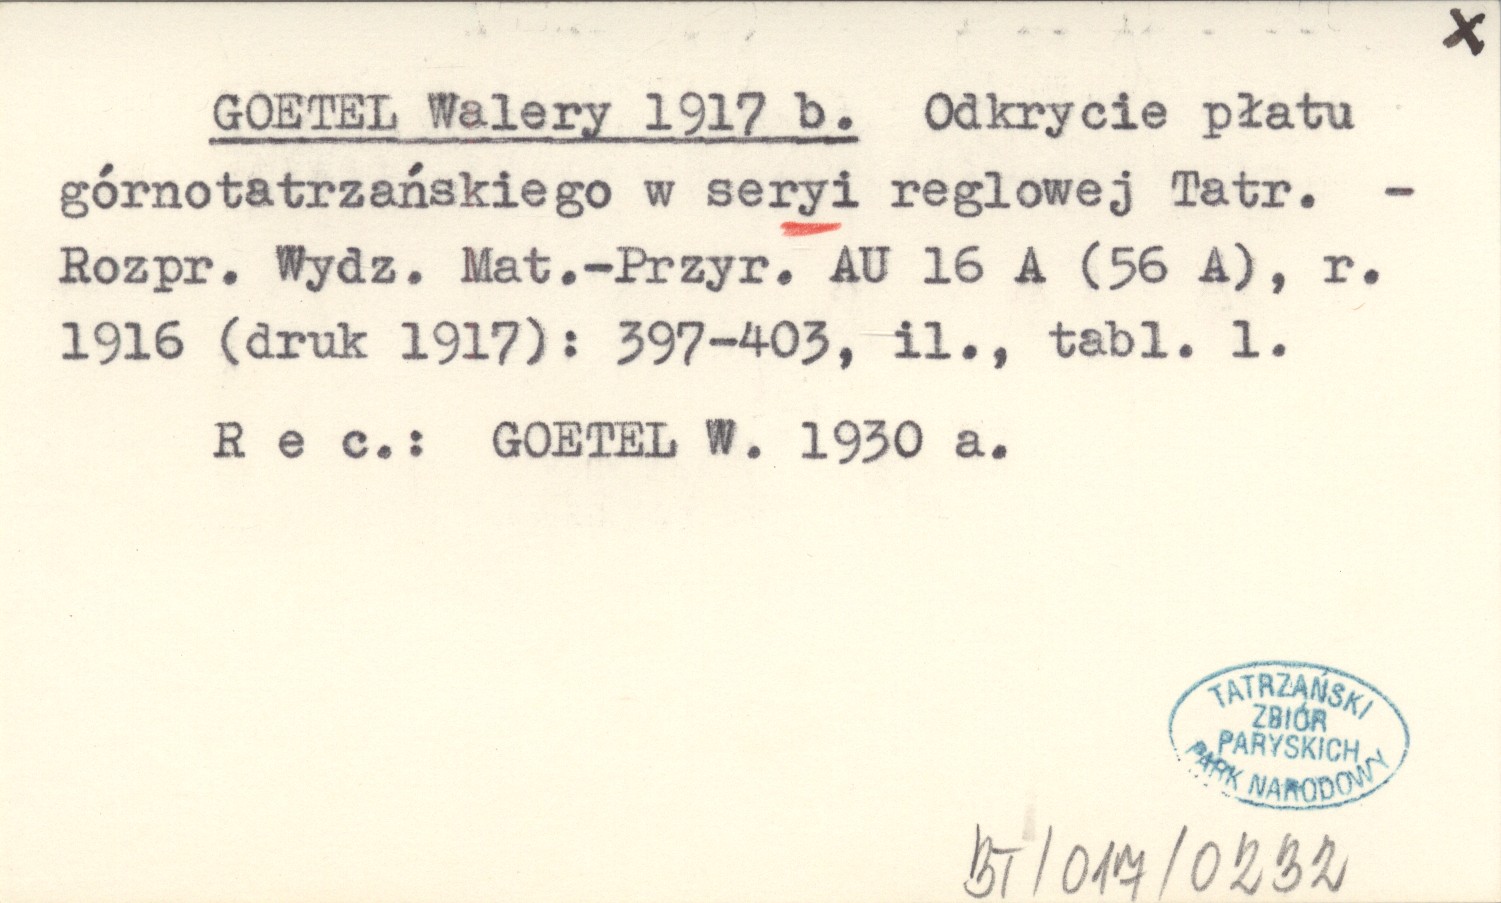 x
GOETEL Walery 1917 b. Odkrycie płatu
górnotatrzańskiego w seryi reglowej Tatr. -
Rozpr. Wydz. Mat.-Przyr. AU 16 A (56 A), r.
1916 (druk 1917): 397-403, il., tabl. 1.
R e c.: GOETEL W. 1930 a.
TATRZAŃSKI
ZBIÓR
PARYSKICH
PARK NARODOWY
BT/017/0232